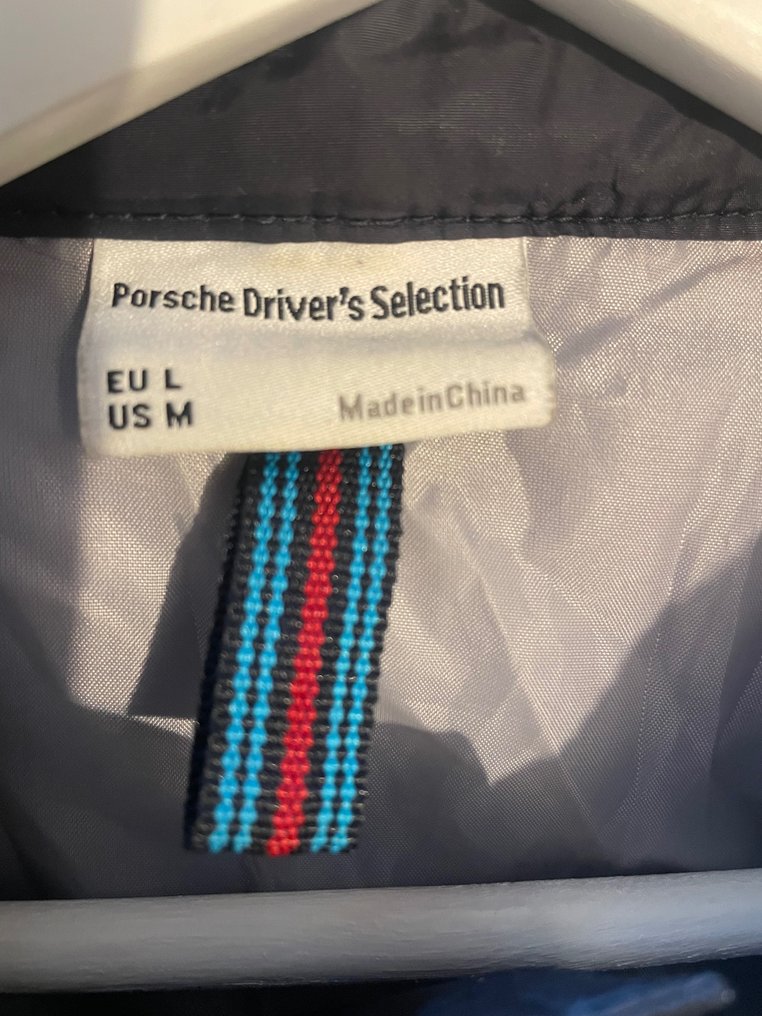 Porsche Driver's Selection
EU L
US M
MadeinChina